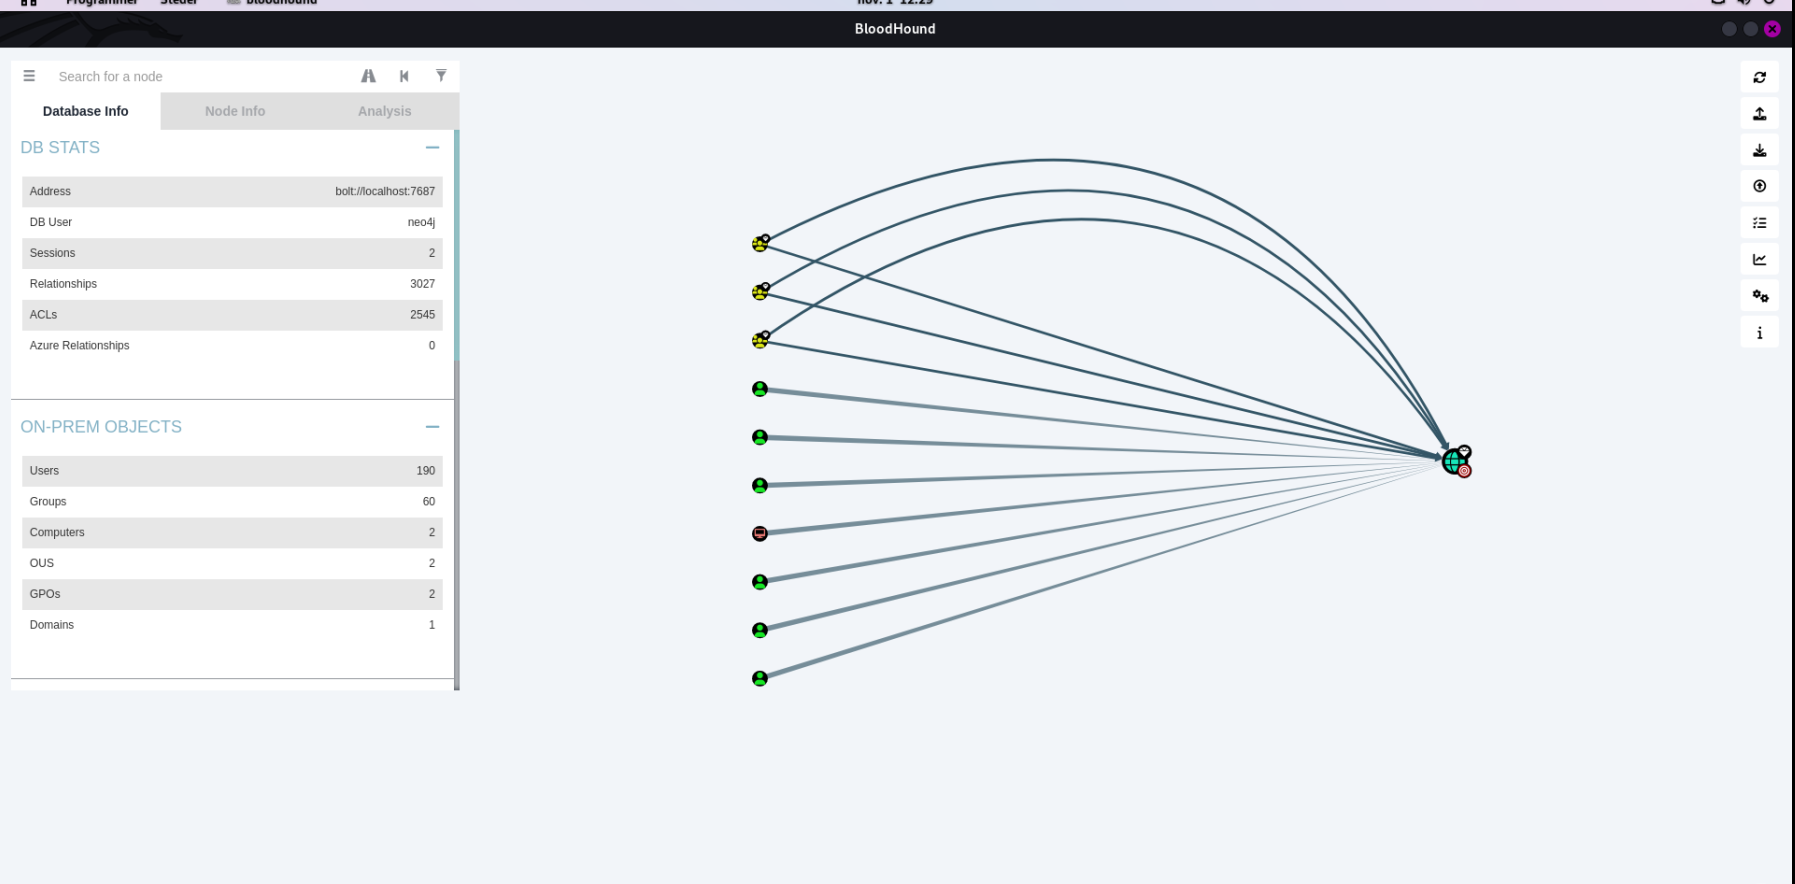 Programmer Steder bloodhound nov. 1 12:29
BloodHound
Search for a node
Database Info Node Info Analysis
DB STATS
Address bolt://localhost:7687
DB User neo4j
Sessions 2
Relationships 3027
ACLs 2545
Azure Relationships 0
ON-PREM OBJECTS
Users 190
Groups 60
Computers 2
OUS 2
GPOs 2
Domains 1